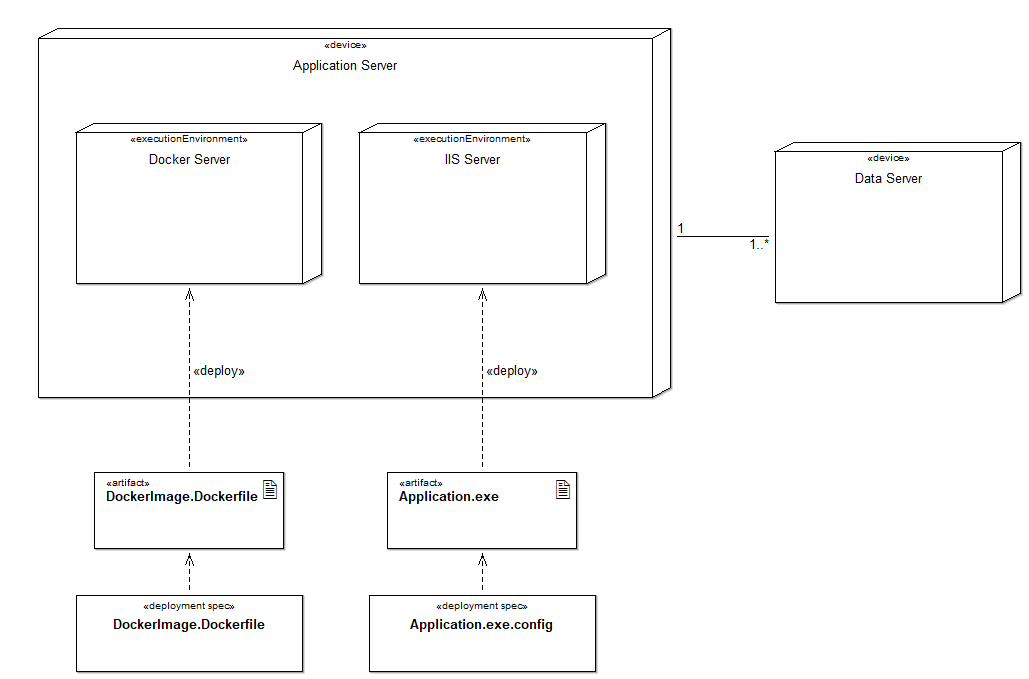 «device»
Application Server
«executionEnvironment»
Docker Server
«executionEnvironment»
IIS Server
«device»
Data Server
1
1..*
«deploy»
«deploy»
«artifact»
DockerImage.Dockerfile
«artifact»
Application.exe
«deployment spec»
DockerImage.Dockerfile
«deployment spec»
Application.exe.config